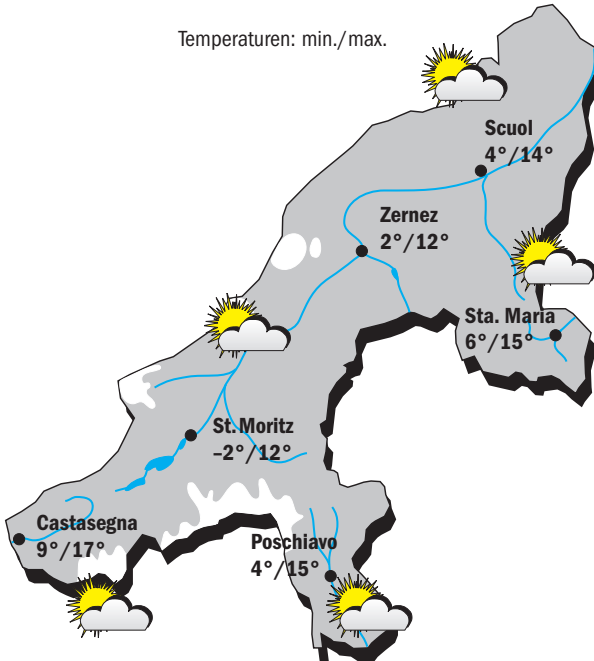 Temperaturen: min./max.
Scuol
4°/14°
Zernez
2°/12°
Sta. Maria
6°/15°
St. Moritz
–2°/12°
Castasegna
9°/17°
Poschiavo
4°/15°